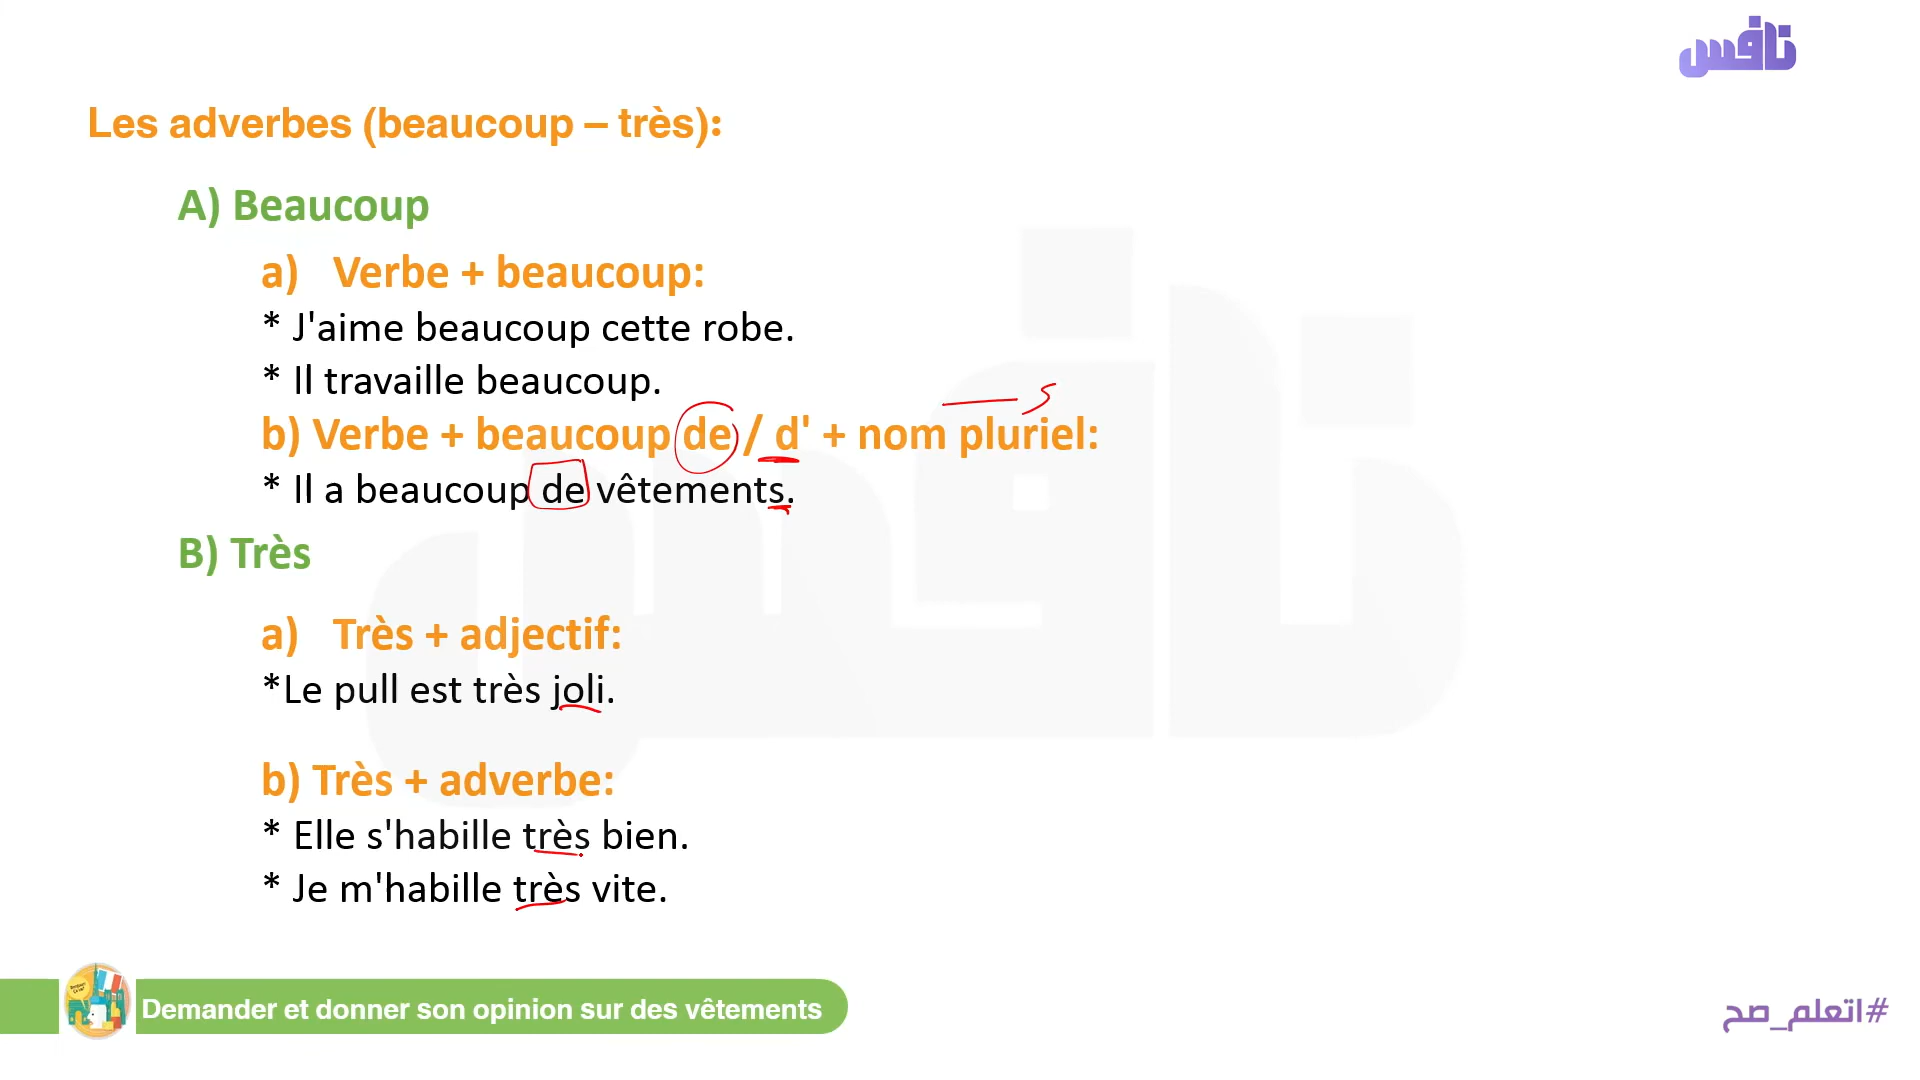 نافس
Les adverbes (beaucoup – très):
A) Beaucoup
a) Verbe + beaucoup:
* J'aime beaucoup cette robe.
* Il travaille beaucoup.
s
b) Verbe + beaucoup de / d' + nom pluriel:
* Il a beaucoup de vêtements.
B) Très
a) Très + adjectif:
*Le pull est très joli.
b) Très + adverbe:
* Elle s'habille très bien.
* Je m'habille très vite.
Demander et donner son opinion sur des vêtements
#اتعلم_صح